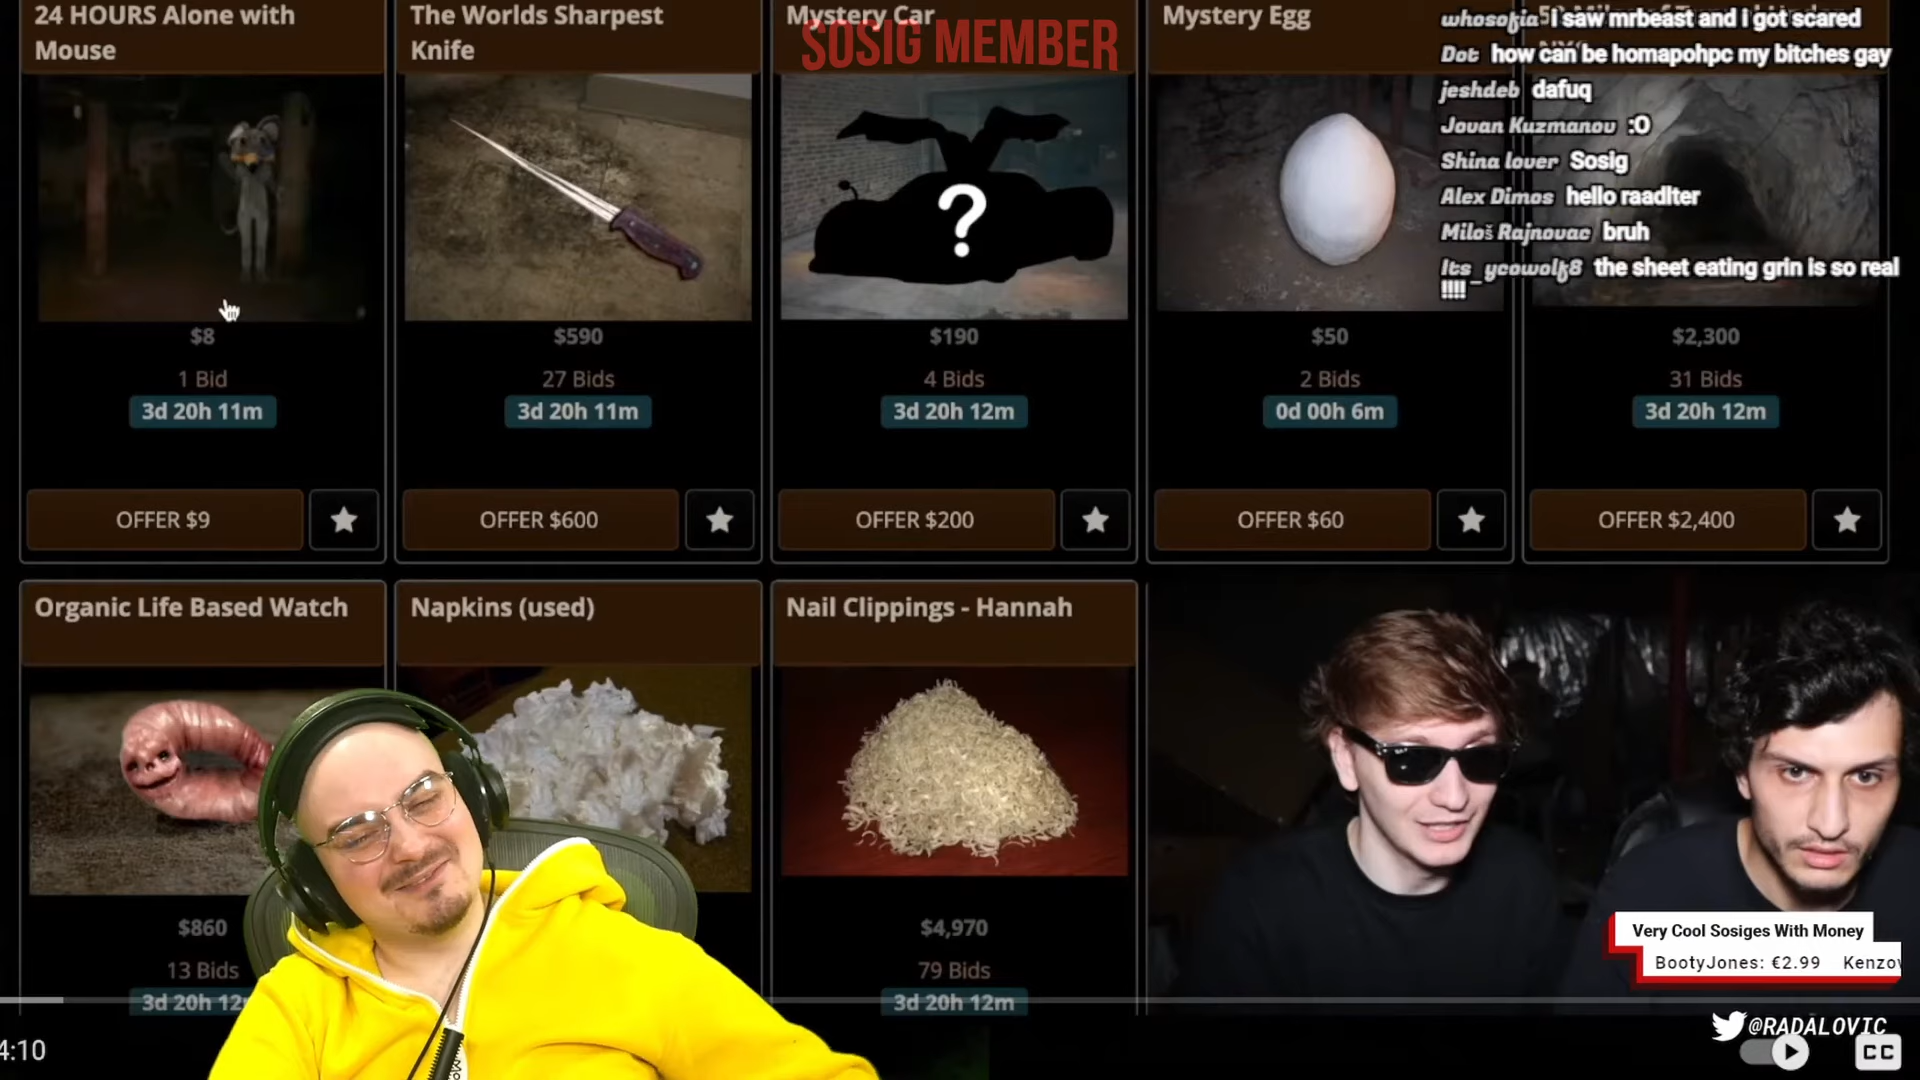 24 HOURS Alone with
Mouse
$8
1 Bid
3d 20h 11m
OFFER $9
The Worlds Sharpest
Knife
$590
27 Bids
3d 20h 11m
OFFER $600
Mystery Car
SOSIG MEMBER
?
$190
4 Bids
3d 20h 12m
OFFER $200
Mystery Egg
$50
2 Bids
0d 00h 6m
OFFER $60
$2,300
31 Bids
3d 20h 12m
OFFER $2,400
whosofia I saw mrbeast and i got scared
Dot how can be homapohpc my bitches gay
jeshdeb dafuq
Jovan Kuzmanov :O
Shina lover Sosig
Alex Dimos hello raadlter
Miloš Rajnovac bruh
Its_ycowolf8 the sheet eating grin is so real
!!!!
Organic Life Based Watch
$860
13 Bids
3d 20h
Napkins (used)
Nail Clippings - Hannah
$4,970
79 Bids
3d 20h 12m
Very Cool Sosiges With Money
BootyJones: €2.99 Kenzo
@RADALOVIC
4:10
CC